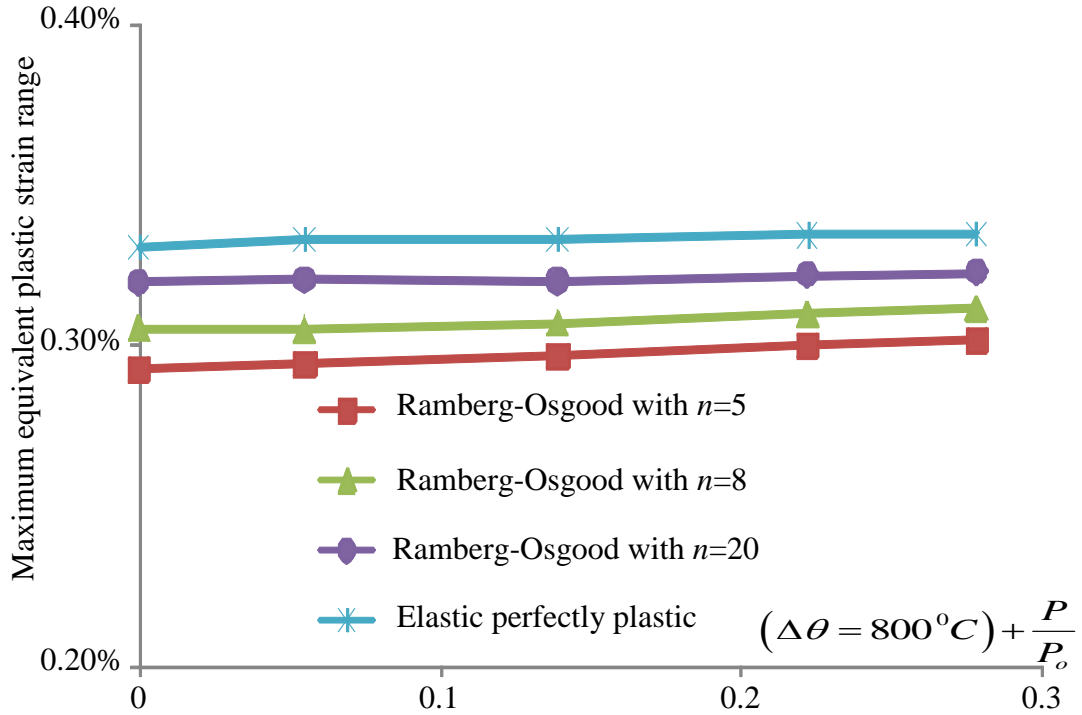 0.40%
Maximum equivalent plastic strain range
0.30%
Ramberg-Osgood with n=5
Ramberg-Osgood with n=8
Ramberg-Osgood with n=20
Elastic perfectly plastic
(Δθ = 800 °C) + P/Pₒ
0.20%
0 0.1 0.2 0.3